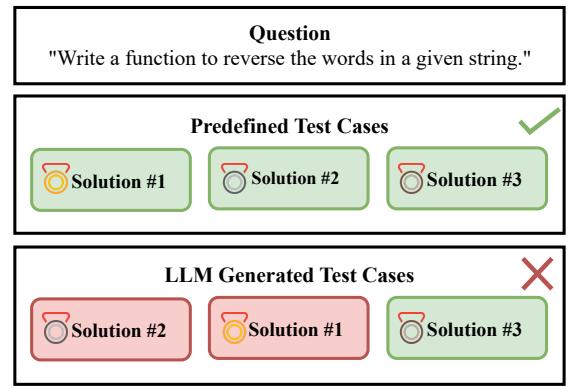 Question
"Write a function to reverse the words in a given string."
Predefined Test Cases
Solution #1
Solution #2
Solution #3
LLM Generated Test Cases
Solution #2
Solution #1
Solution #3